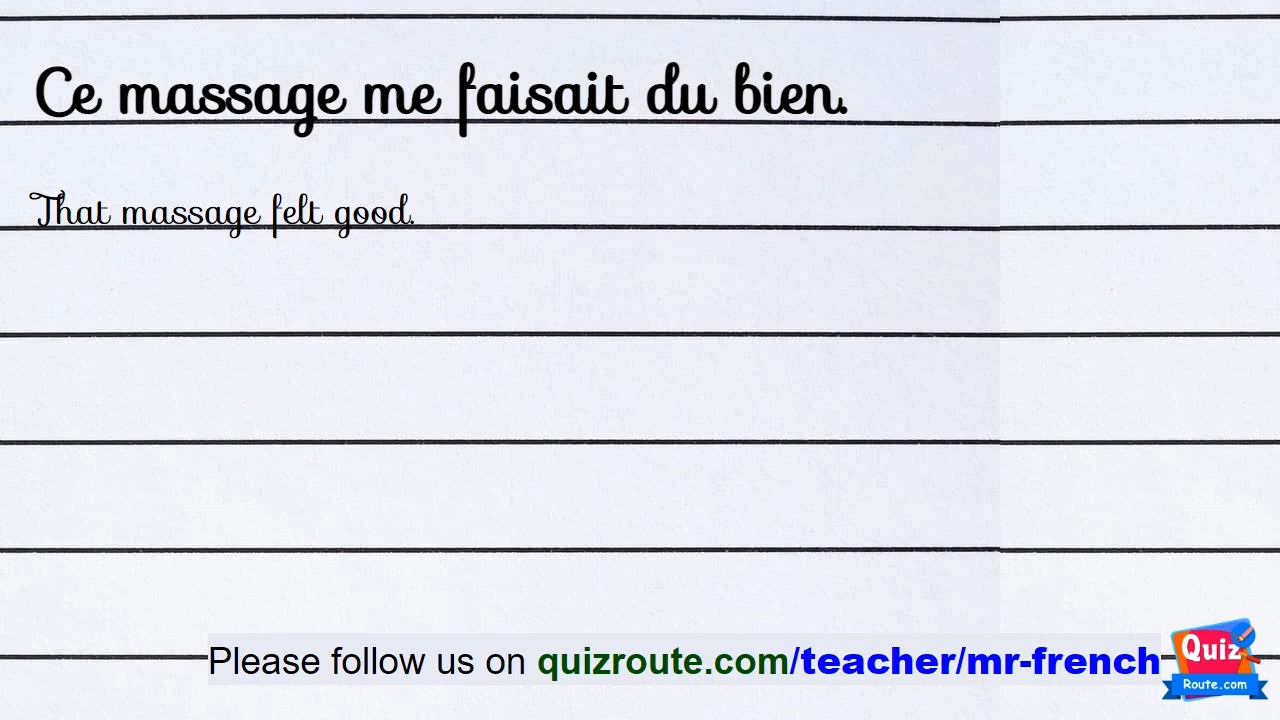 Ce massage me faisait du bien.
That massage felt good.
Please follow us on quizroute.com/teacher/mr-french
Quiz
Route.com